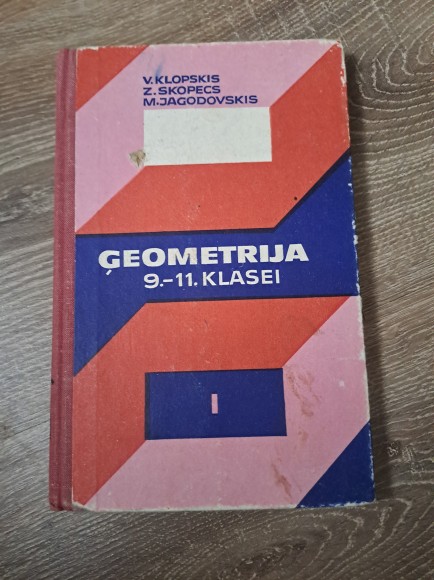 V. KLOPSKIS
Z. SKOPECS
M. JAGODOVSKIS
ĢEOMETRIJA
9.–11. KLASEI
I